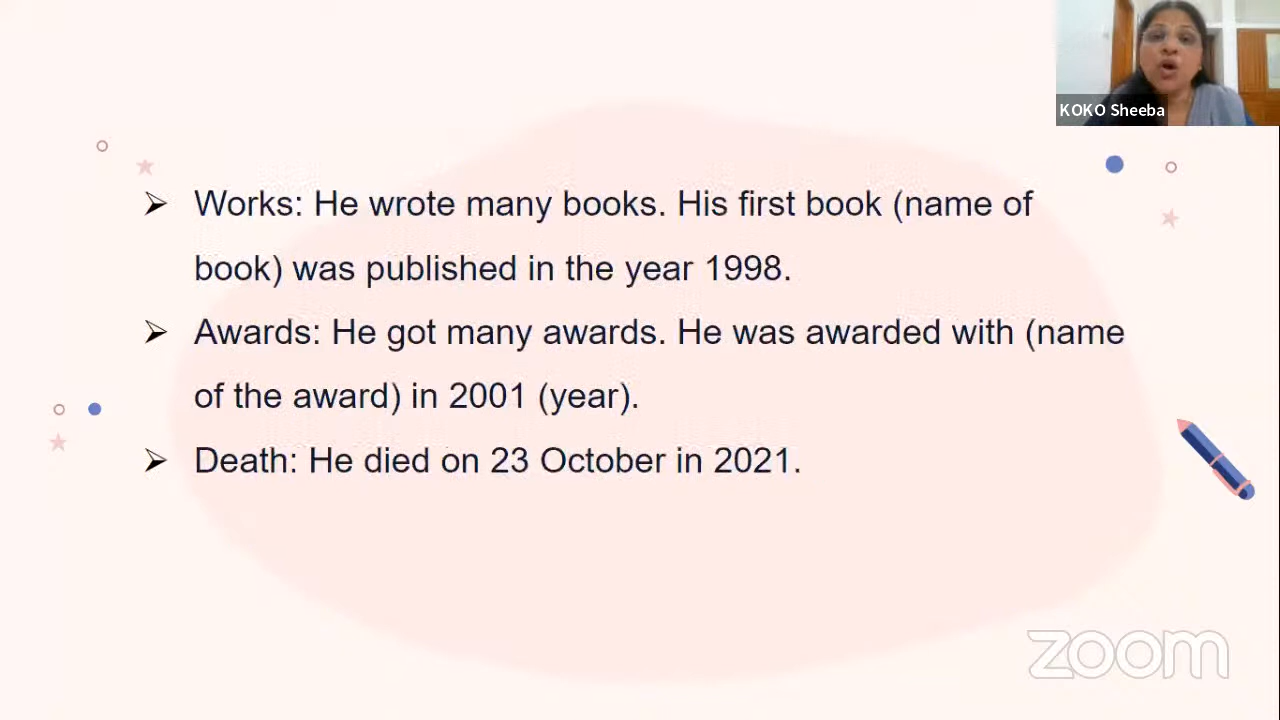 KOKO Sheeba
➢ Works: He wrote many books. His first book (name of
book) was published in the year 1998.
➢ Awards: He got many awards. He was awarded with (name
of the award) in 2001 (year).
➢ Death: He died on 23 October in 2021.
zoom